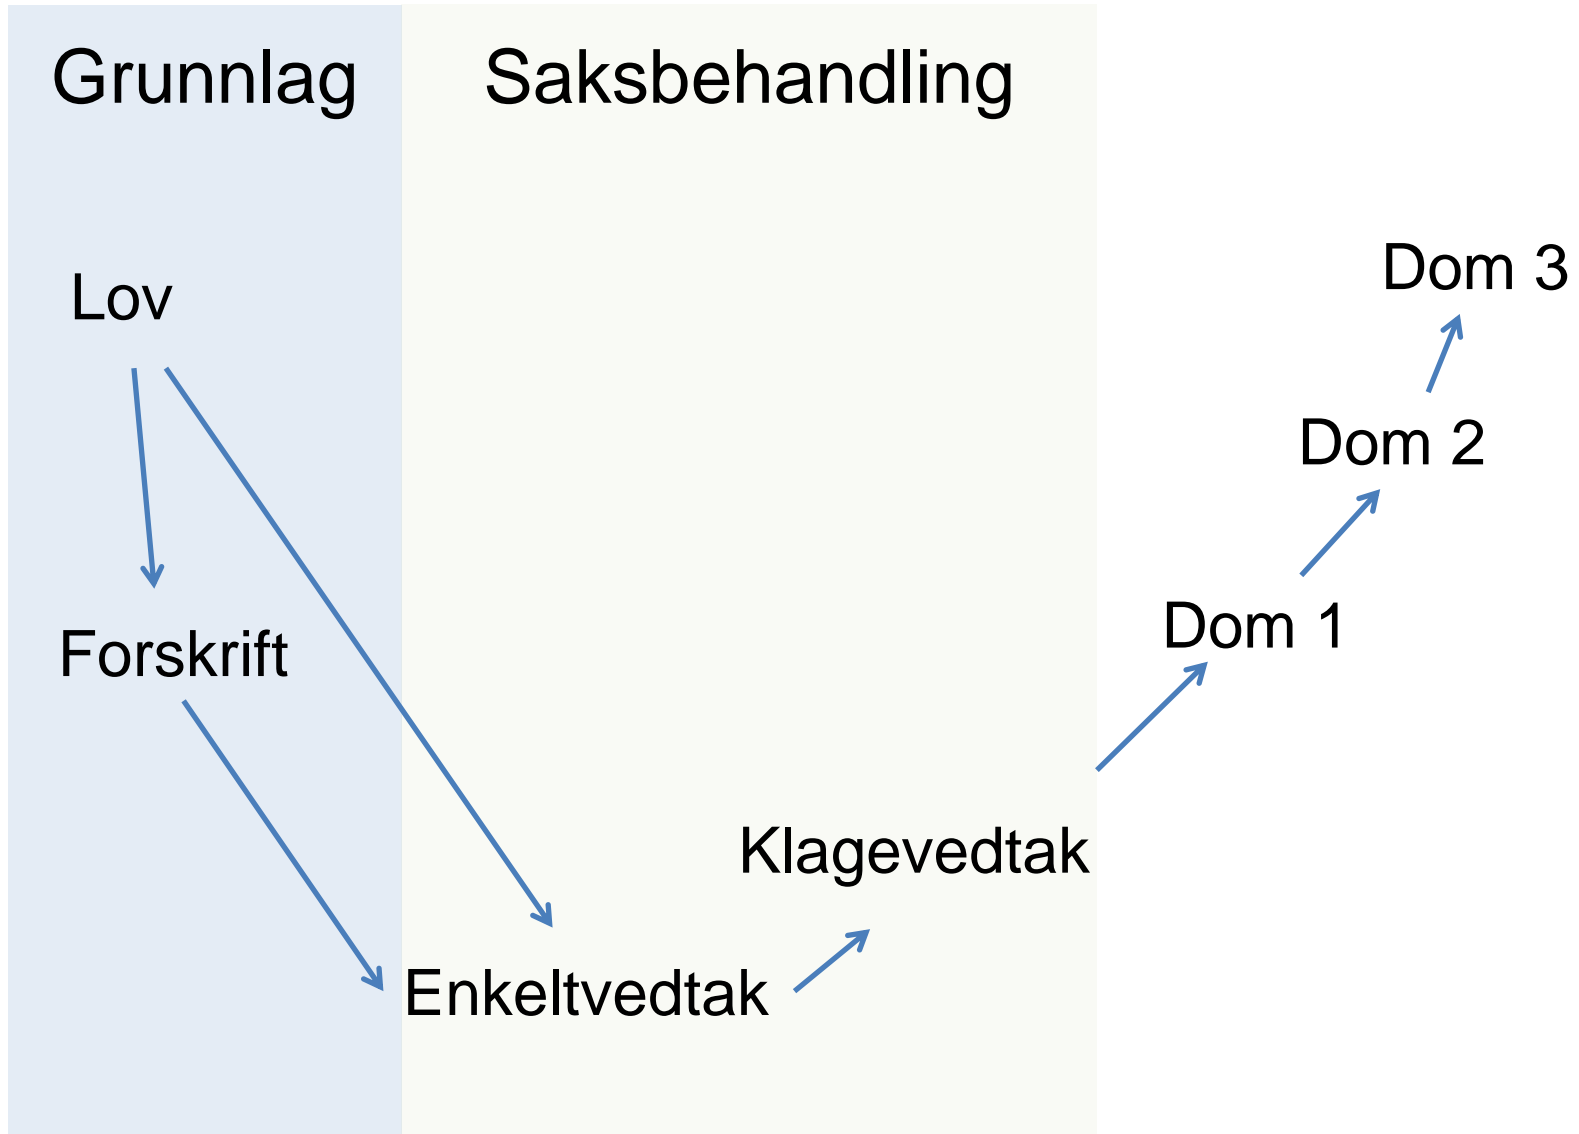 Grunnlag
Saksbehandling
Lov
Dom 3
Dom 2
Dom 1
Forskrift
Klagevedtak
Enkeltvedtak